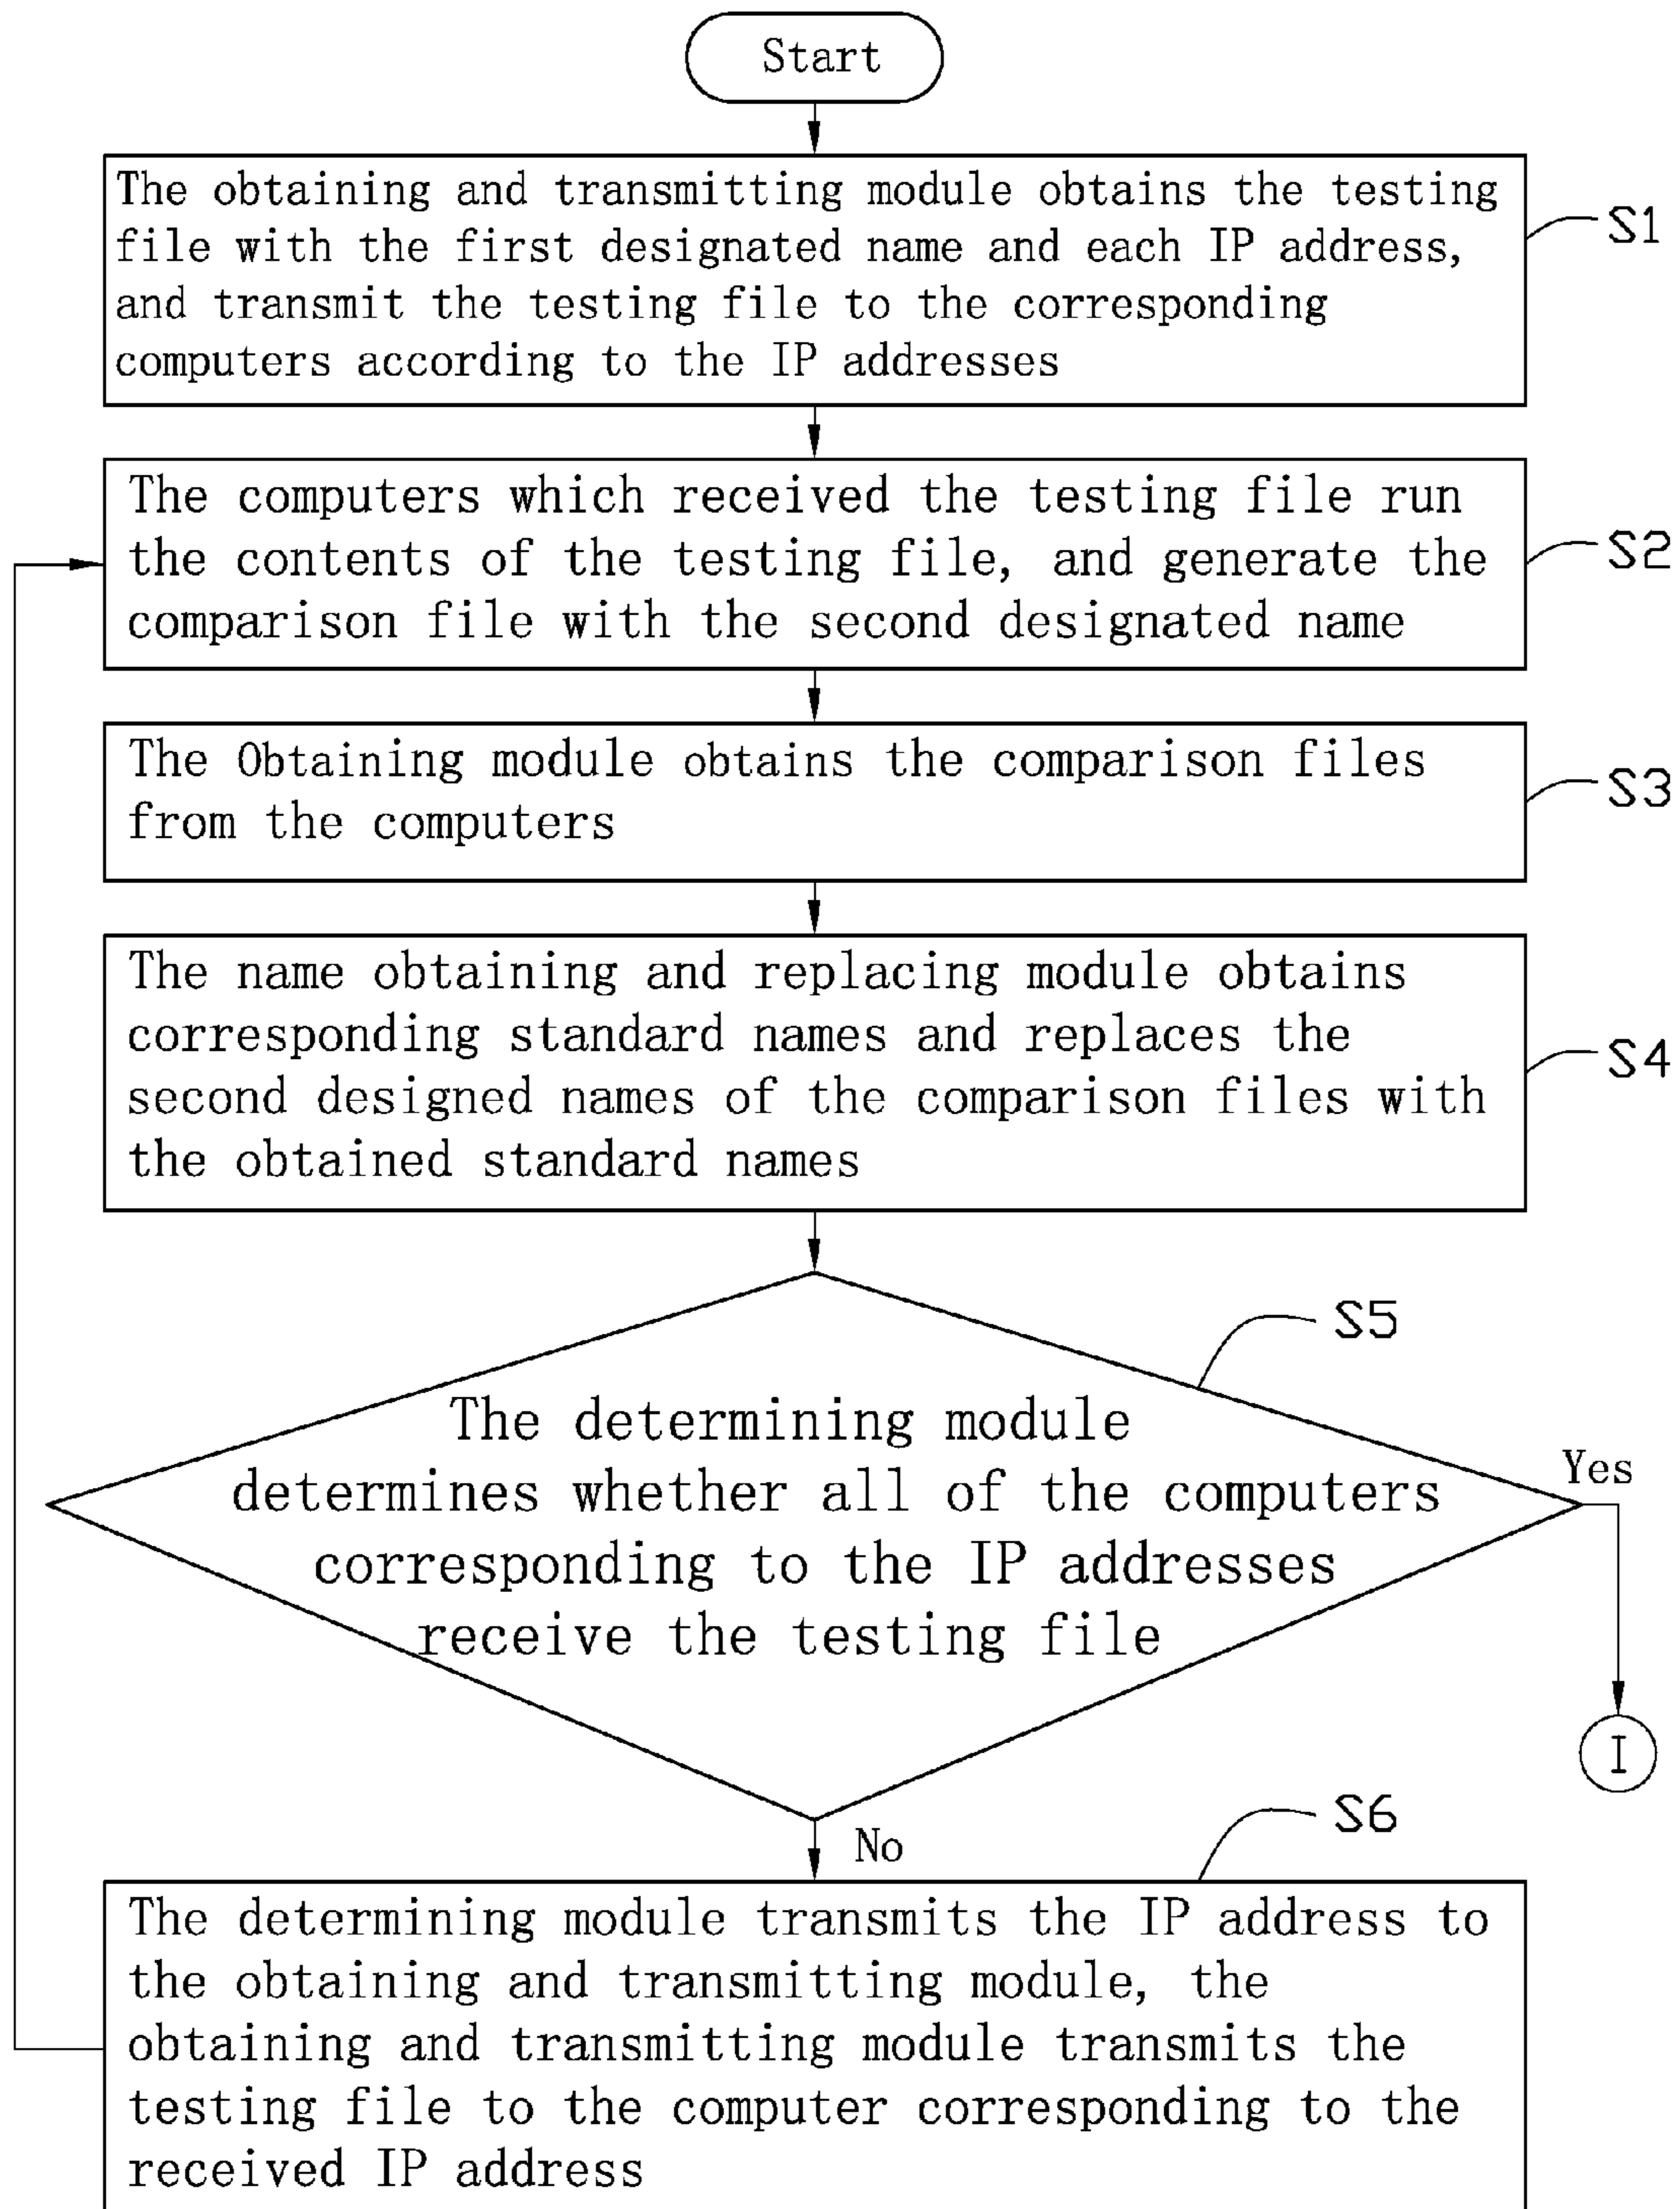 Start
The obtaining and transmitting module obtains the testing
file with the first designated name and each IP address,
and transmit the testing file to the corresponding
computers according to the IP addresses
S1
The computers which received the testing file run
the contents of the testing file, and generate the
comparison file with the second designated name
S2
The Obtaining module obtains the comparison files
from the computers
S3
The name obtaining and replacing module obtains
corresponding standard names and replaces the
second designed names of the comparison files with
the obtained standard names
S4
S5
The determining module
determines whether all of the computers
corresponding to the IP addresses
receive the testing file
Yes
I
No
S6
The determining module transmits the IP address to
the obtaining and transmitting module, the
obtaining and transmitting module transmits the
testing file to the computer corresponding to the
received IP address